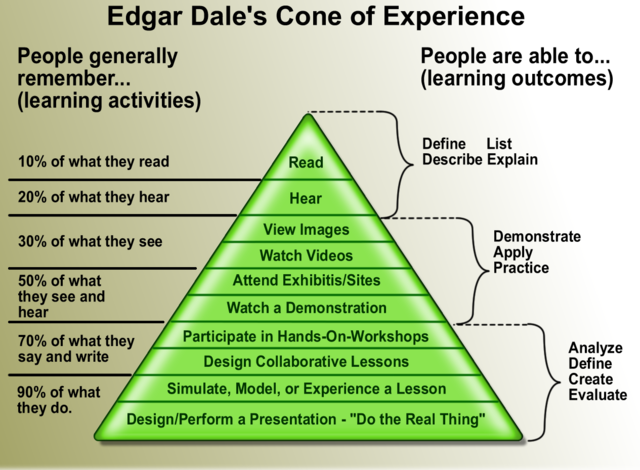 Edgar Dale's Cone of Experience
People generally
remember...
(learning activities)
People are able to...
(learning outcomes)
10% of what they read
20% of what they hear
30% of what they see
50% of what
they see and
hear
70% of what they
say and write
90% of what
they do.
Read
Hear
View Images
Watch Videos
Attend Exhibitis/Sites
Watch a Demonstration
Participate in Hands-On-Workshops
Design Collaborative Lessons
Simulate, Model, or Experience a Lesson
Design/Perform a Presentation - "Do the Real Thing"
Define List
Describe Explain
Demonstrate
Apply
Practice
Analyze
Define
Create
Evaluate